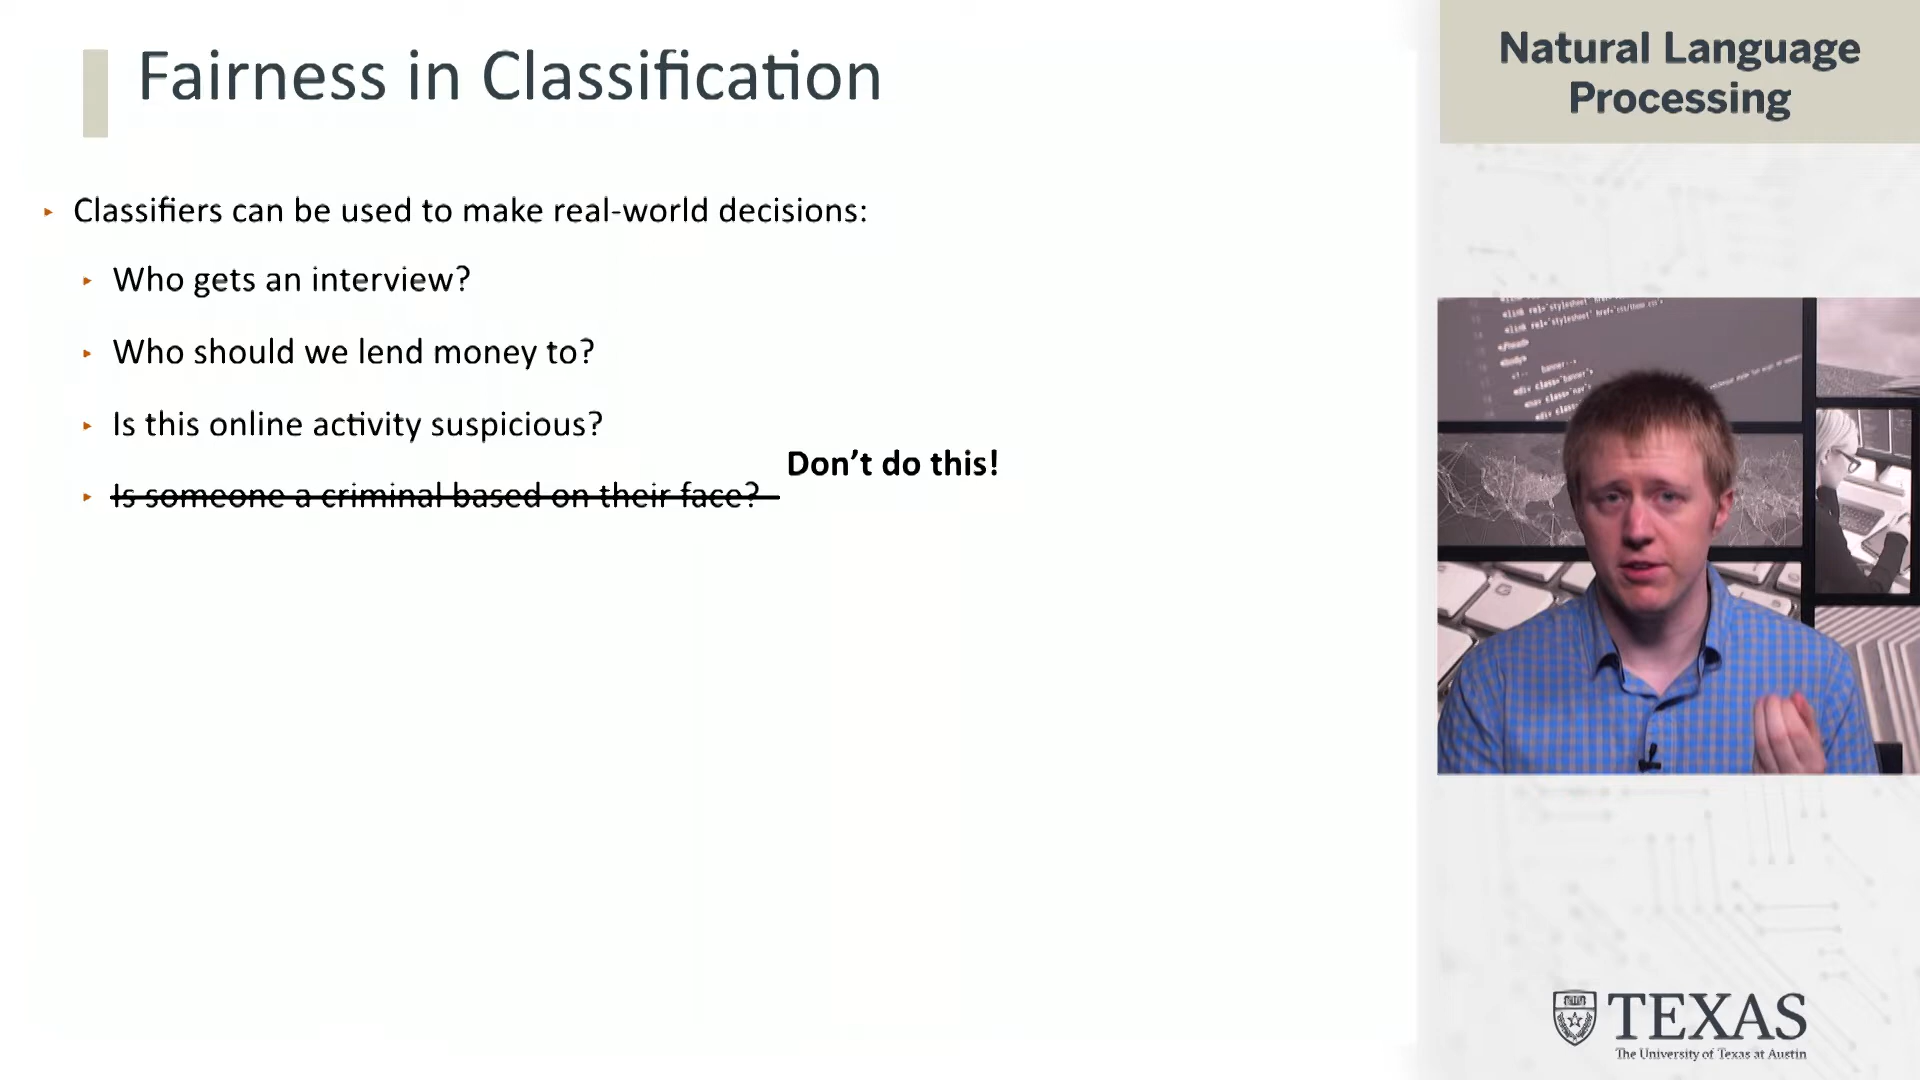 Fairness in Classification
Classifiers can be used to make real-world decisions:
Who gets an interview?
Who should we lend money to?
Is this online activity suspicious?
Don’t do this!
Is someone a criminal based on their face?
Natural Language
Processing
TEXAS
The University of Texas at Austin